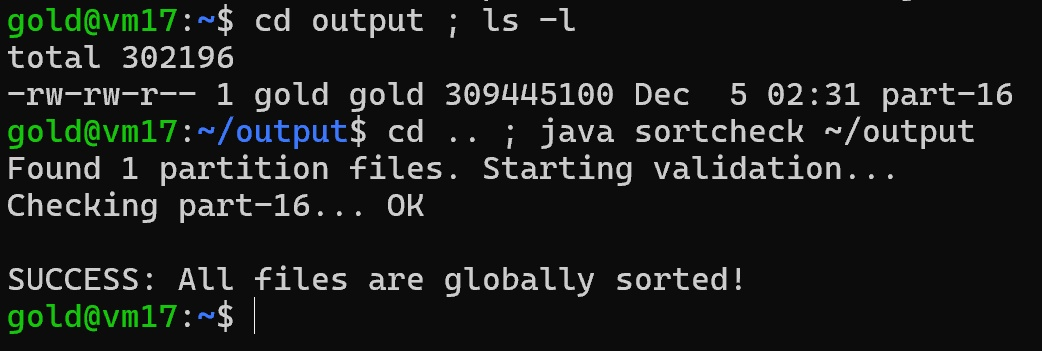 gold@vm17:~$ cd output ; ls -l
total 302196
-rw-rw-r-- 1 gold gold 309445100 Dec  5 02:31 part-16
gold@vm17:~/output$ cd .. ; java sortcheck ~/output
Found 1 partition files. Starting validation...
Checking part-16... OK
SUCCESS: All files are globally sorted!
gold@vm17:~$